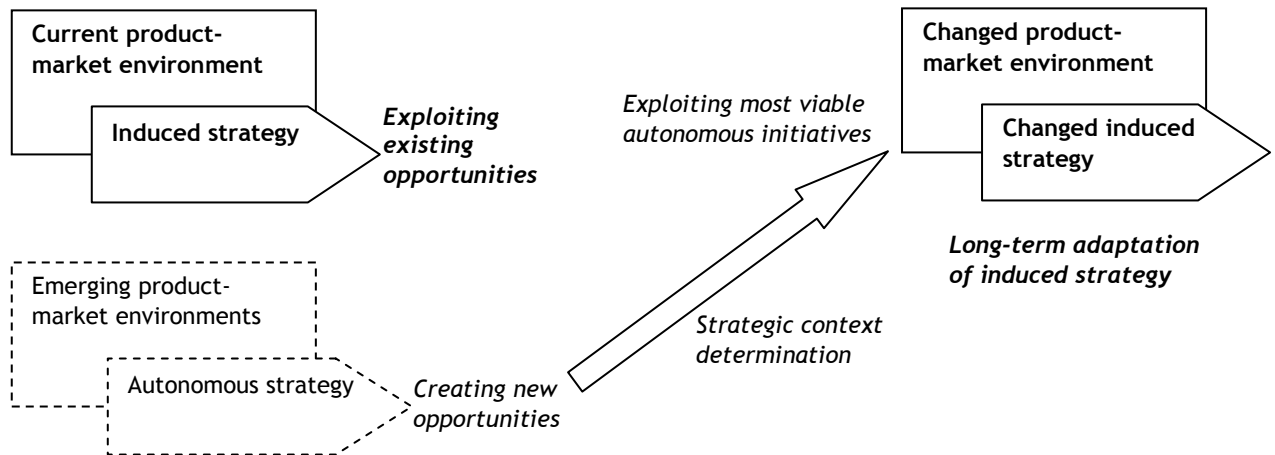 Current product-
market environment
Induced strategy
Exploiting
existing
opportunities
Emerging product-
market environments
Autonomous strategy
Creating new
opportunities
Exploiting most viable
autonomous initiatives
Strategic context
determination
Changed product-
market environment
Changed induced
strategy
Long-term adaptation
of induced strategy